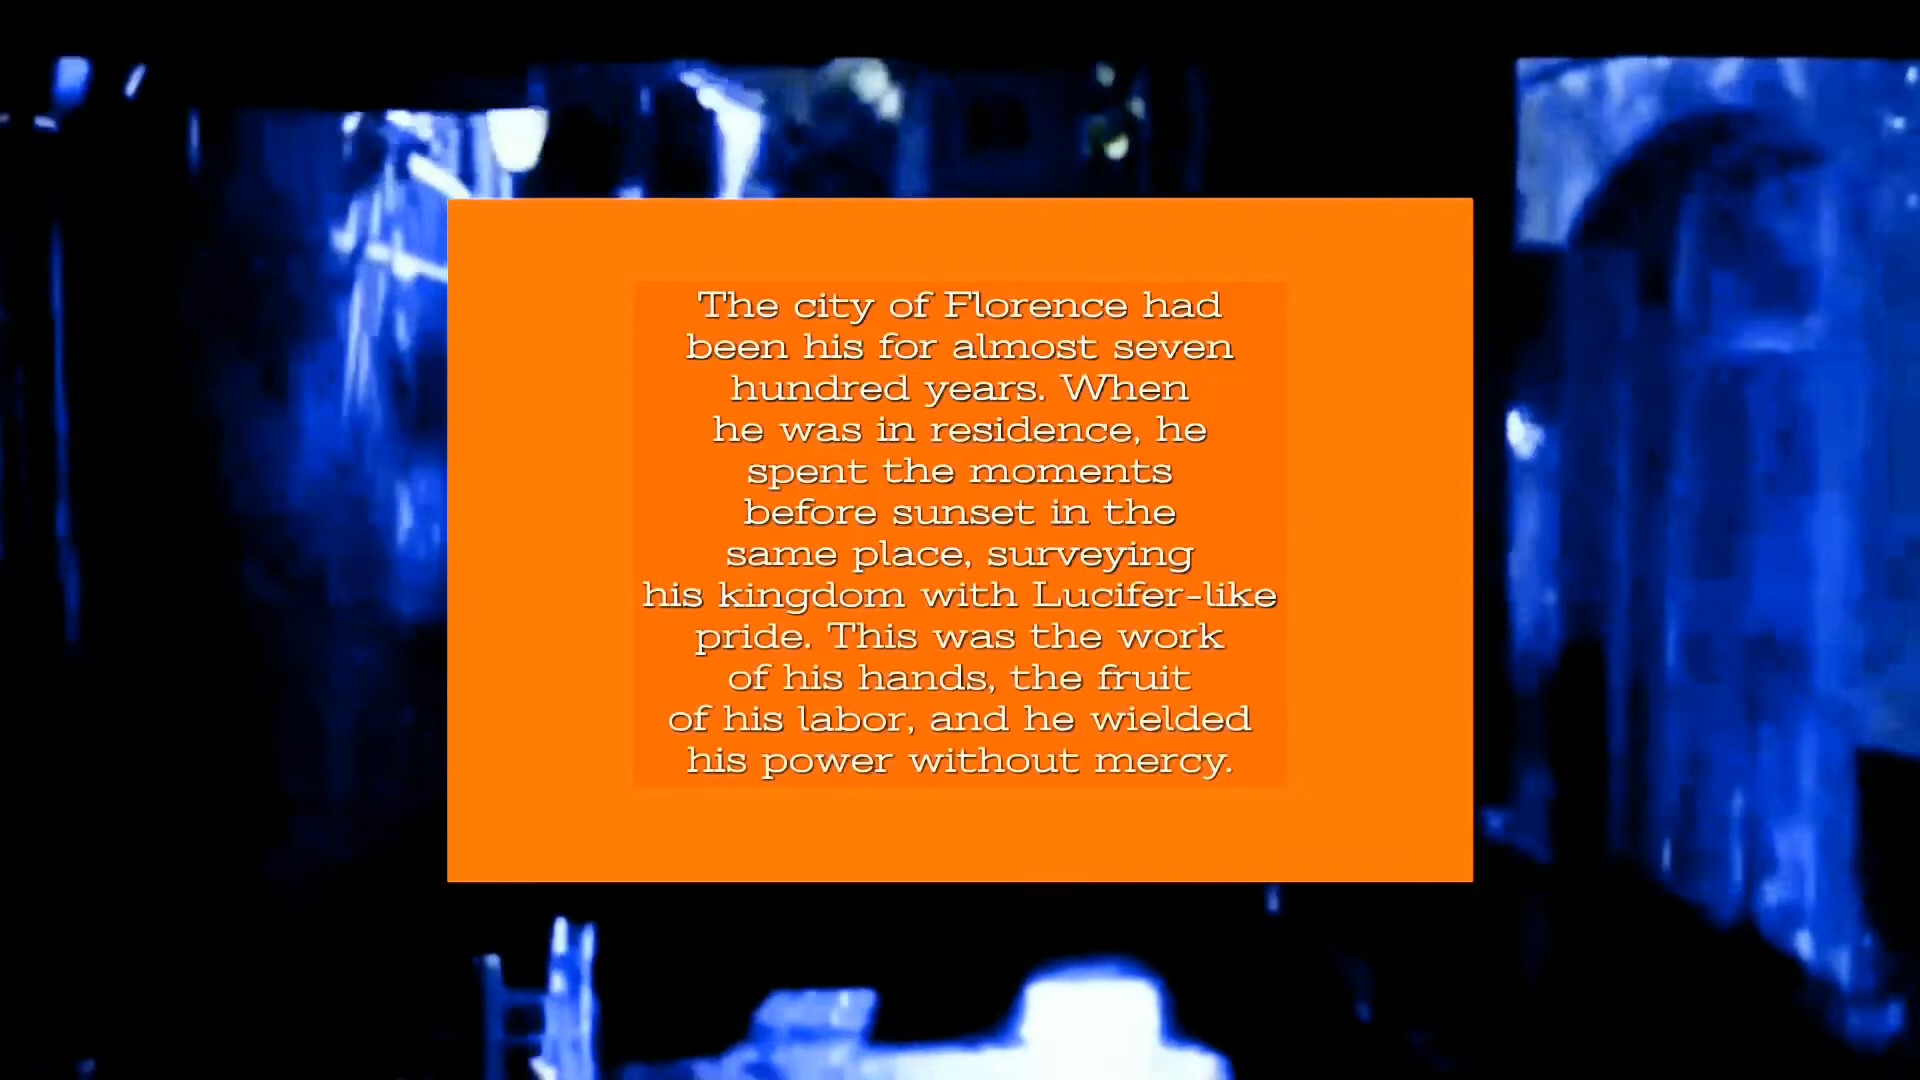 The city of Florence had
been his for almost seven
hundred years. When
he was in residence, he
spent the moments
before sunset in the
same place, surveying
his kingdom with Lucifer-like
pride. This was the work
of his hands, the fruit
of his labor, and he wielded
his power without mercy.